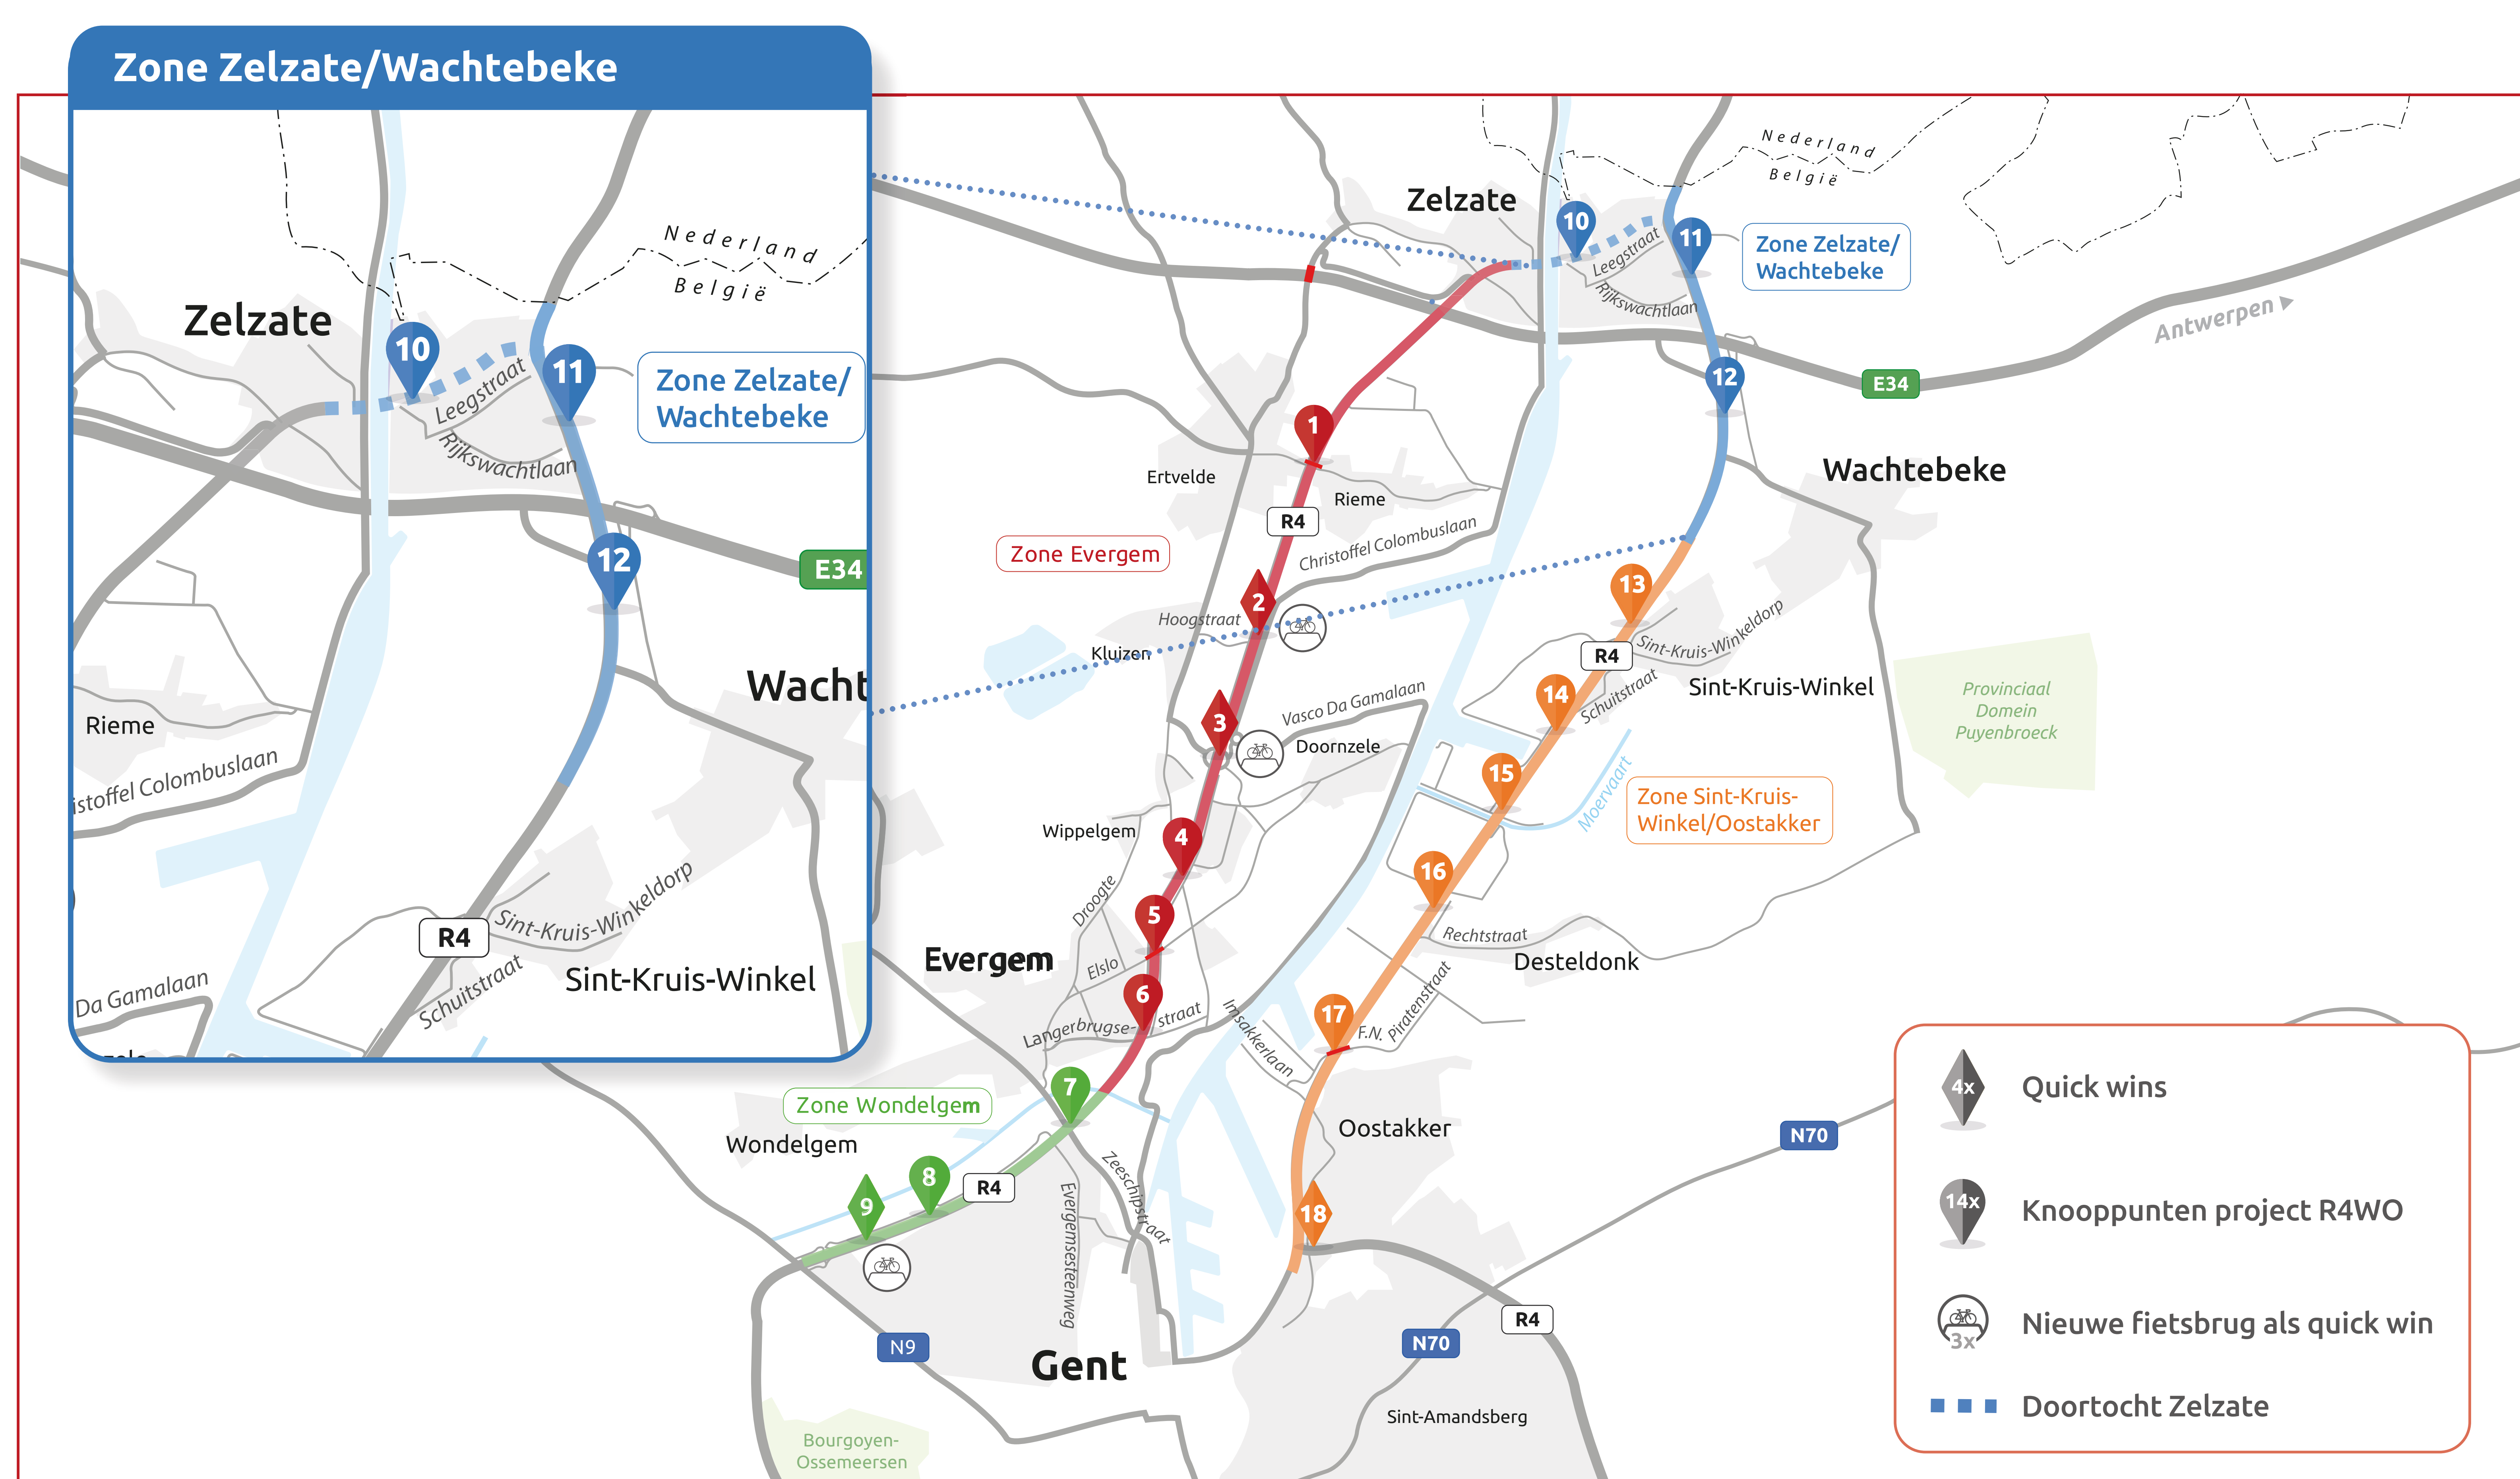 Zone Zelzate/Wachtebeke
Nederland
België
Zelzate
10
11
Leegstraat
Rijkswachtlaan
Zone Zelzate/
Wachtebeke
12
E34
Wacht
Rieme
istoffel Colombuslaan
R4
Sint-Kruis-Winkeldorp
Schuitstraat
Sint-Kruis-Winkel
Da Gamalaan
Nederland
België
Zelzate
10
11
Leegstraat
Rijkswachtlaan
Zone Zelzate/
Wachtebeke
Antwerpen
12
E34
1
Ertvelde
Rieme
Wachtebeke
R4
Christoffel Colombuslaan
Zone Evergem
2
Hoogstraat
Kluizen
13
Sint-Kruis-Winkeldorp
R4
Schuitstraat
Sint-Kruis-Winkel
14
3
Vasco Da Gamalaan
Doornzele
Provinciaal
Domein
Puyenbroeck
15
Moervaart
Zone Sint-Kruis-
Winkel/Oostakker
Wippelgem
4
16
Droogte
5
Rechtstraat
Desteldonk
Evergem
Elslo
6
Langerbrugse-
straat
Imsakkerlaan
17
F.N. Piratenstraat
7
Zone Wondelgem
Wondelgem
Oostakker
N70
8
R4
9
Zeeschipstraat
Evergemsesteenweg
18
N9
Gent
N70
R4
Sint-Amandsberg
Bourgoyen-
Ossemeersen
4x
Quick wins
14x
Knooppunten project R4WO
3x
Nieuwe fietsbrug als quick win
Doortocht Zelzate